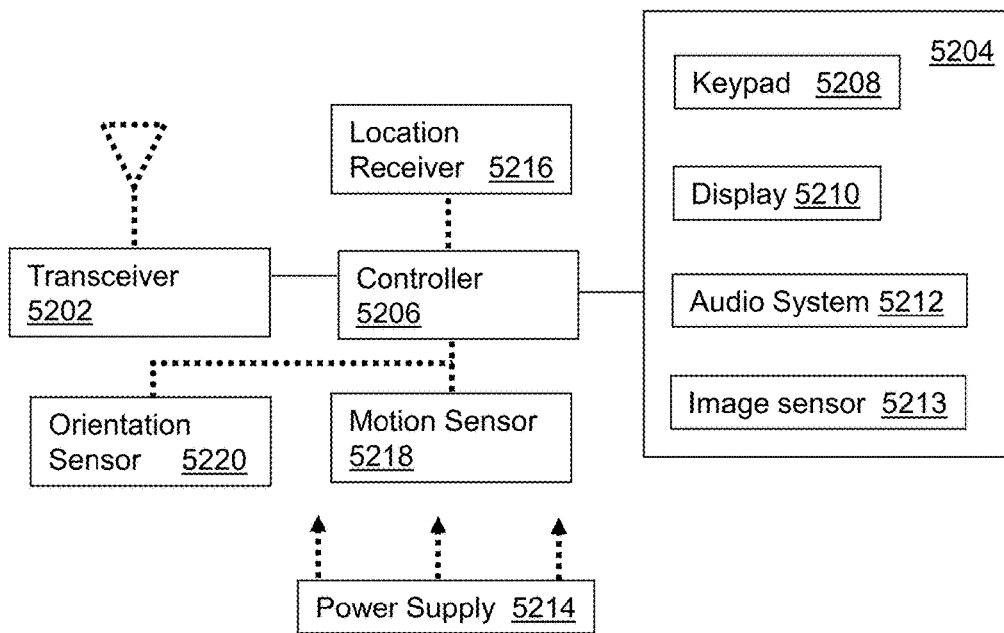 5204
Keypad 5208
Location
Receiver 5216
Display 5210
Transceiver
5202
Controller
5206
Audio System 5212
Image sensor 5213
Orientation
Sensor 5220
Motion Sensor
5218
Power Supply 5214